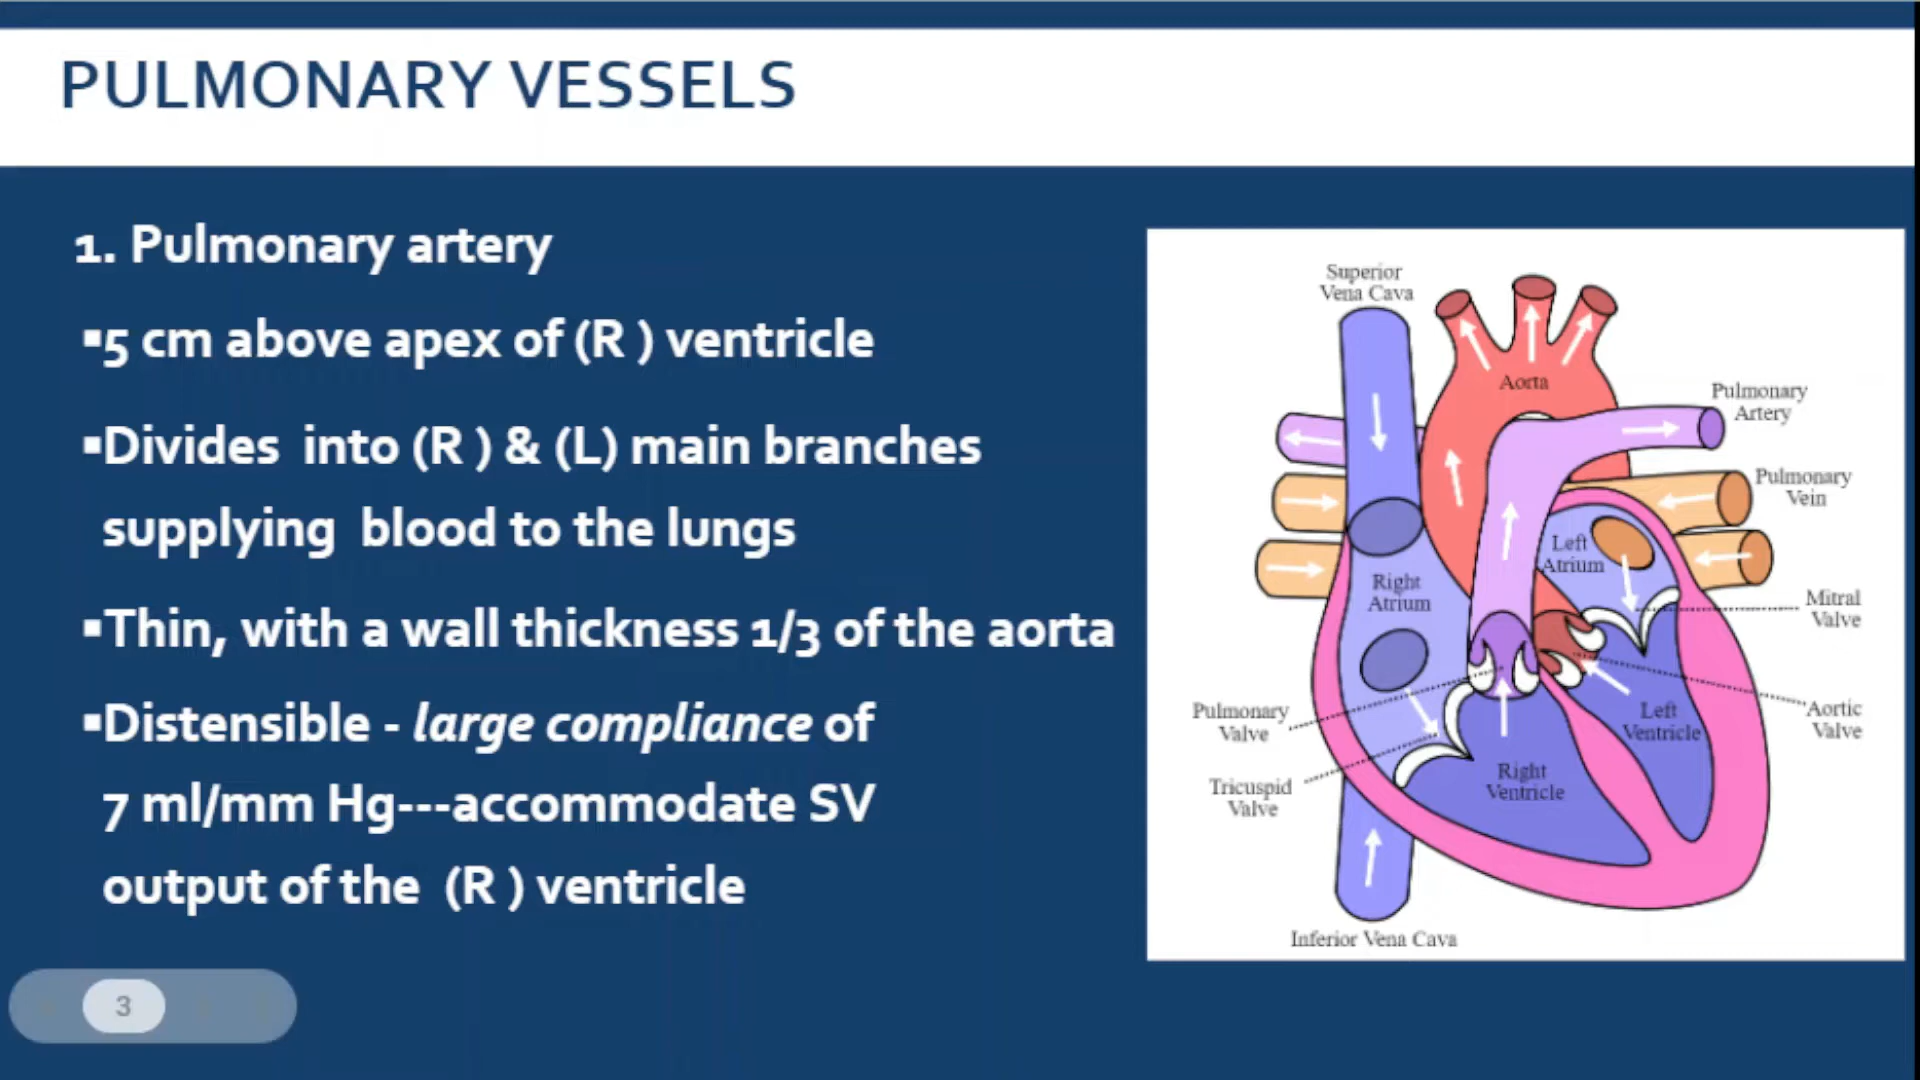 PULMONARY VESSELS
1. Pulmonary artery
▪5 cm above apex of (R ) ventricle
▪Divides into (R ) & (L) main branches
supplying blood to the lungs
▪Thin, with a wall thickness 1/3 of the aorta
▪Distensible - large compliance of
7 ml/mm Hg---accommodate SV
output of the (R ) ventricle
3
Superior
Vena Cava
Aorta
Pulmonary
Artery
Pulmonary
Vein
Left
Atrium
Right
Atrium
Mitral
Valve
Pulmonary
Valve
Left
Ventricle
Aortic
Valve
Tricuspid
Valve
Right
Ventricle
Inferior Vena Cava